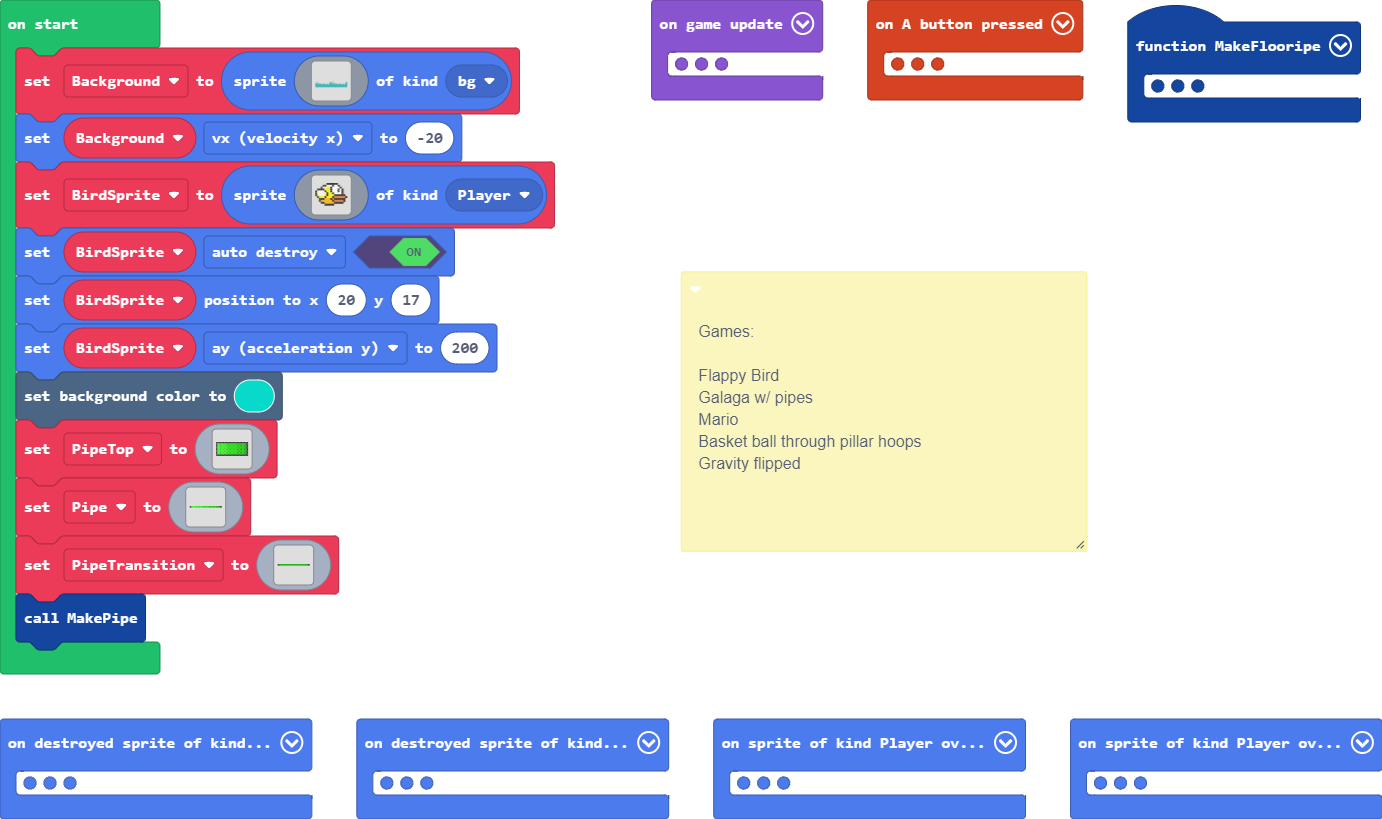 on start
set Background to sprite of kind bg
set Background vx (velocity x) to -20
set BirdSprite to sprite of kind Player
set BirdSprite auto destroy ON
set BirdSprite position to x 20 y 17
set BirdSprite ay (acceleration y) to 200
set background color to
set PipeTop to
set Pipe to
set PipeTransition to
call MakePipe
on game update
on A button pressed
function MakeFlooripe
Games:
Flappy Bird
Galaga w/ pipes
Mario
Basket ball through pillar hoops
Gravity flipped
on destroyed sprite of kind...
on destroyed sprite of kind...
on sprite of kind Player ov...
on sprite of kind Player ov...